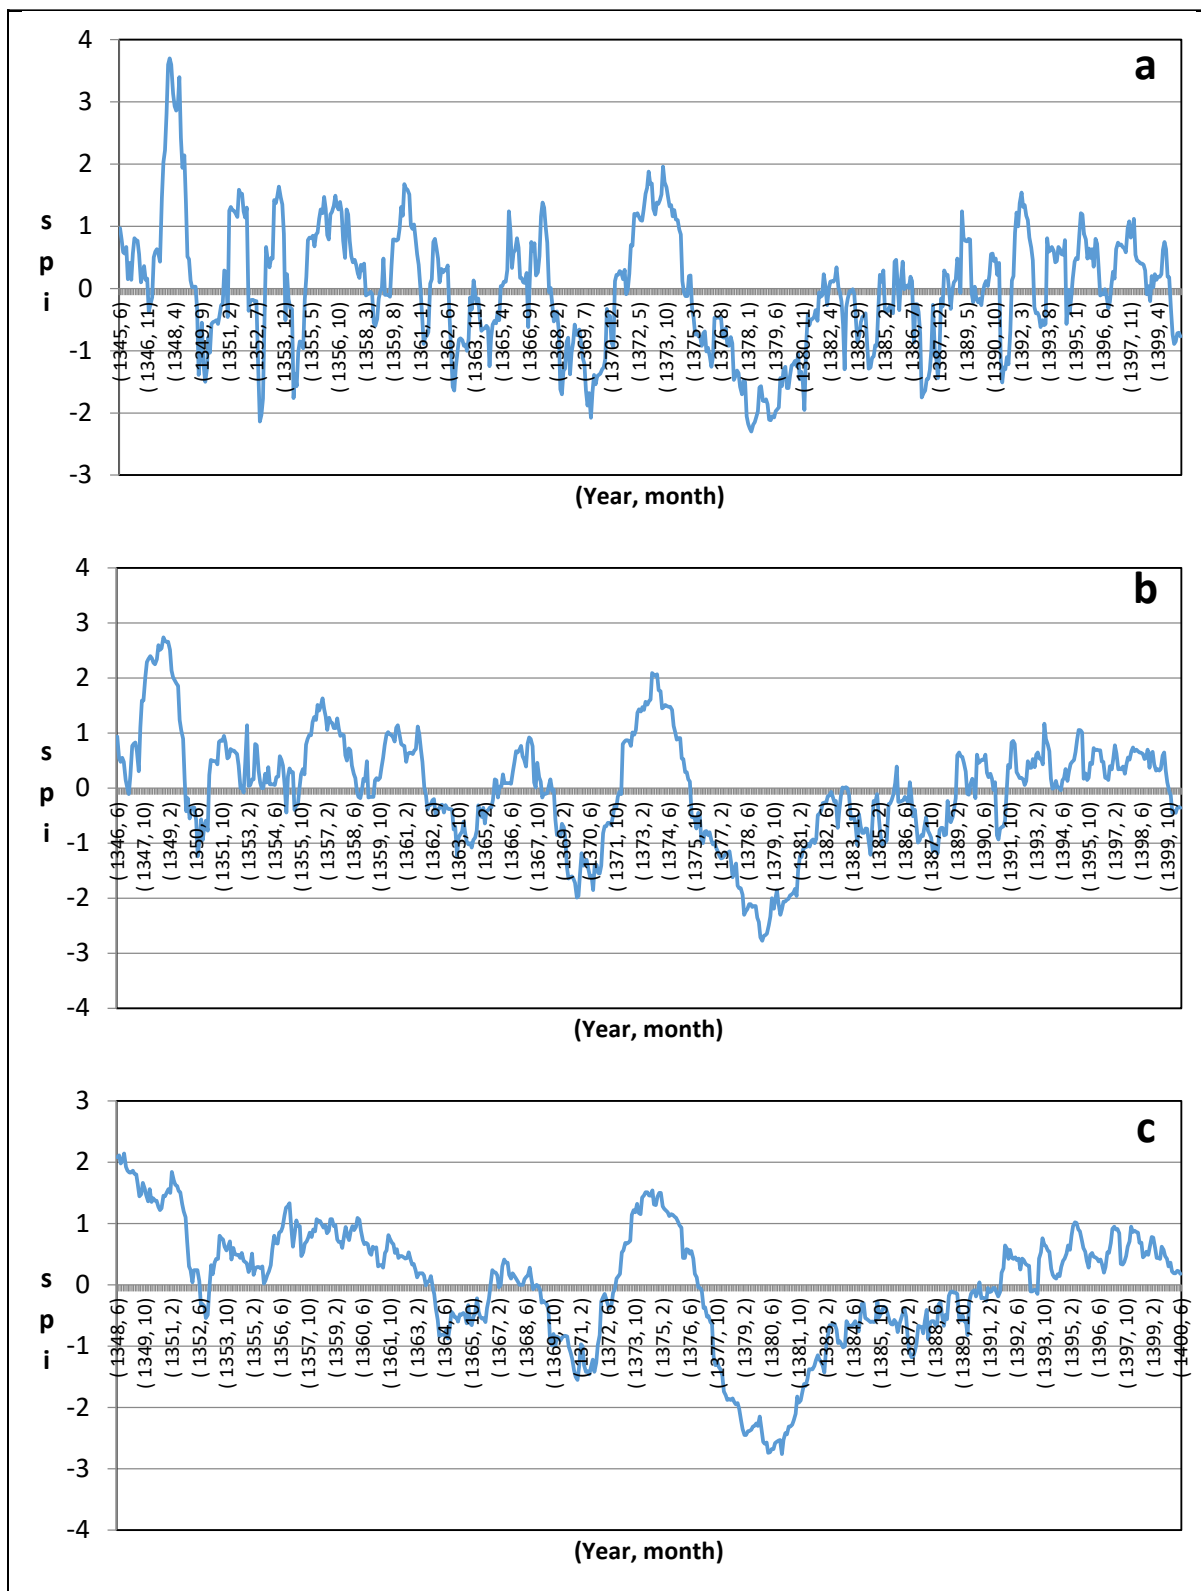 a
4
3
2
1
0
-1
-2
-3
s
p
i
( 1345, 6)
( 1346, 11)
( 1348, 4)
( 1349, 9)
( 1351, 2)
( 1352, 7)
( 1353, 12)
( 1355, 5)
( 1356, 10)
( 1358, 3)
( 1359, 8)
( 1361, 1)
( 1362, 6)
( 1363, 11)
( 1365, 4)
( 1366, 9)
( 1368, 2)
( 1369, 7)
( 1370, 12)
( 1372, 5)
( 1373, 10)
( 1375, 3)
( 1376, 8)
( 1378, 1)
( 1379, 6)
( 1380, 11)
( 1382, 4)
( 1383, 9)
( 1385, 2)
( 1386, 7)
( 1387, 12)
( 1389, 5)
( 1390, 10)
( 1392, 3)
( 1393, 8)
( 1395, 1)
( 1396, 6)
( 1397, 11)
( 1399, 4)
(Year, month)
b
4
3
2
1
0
-1
-2
-3
-4
s
p
i
( 1346, 6)
( 1347, 10)
( 1349, 2)
( 1350, 6)
( 1351, 10)
( 1353, 2)
( 1354, 6)
( 1355, 10)
( 1357, 2)
( 1358, 6)
( 1359, 10)
( 1361, 2)
( 1362, 6)
( 1363, 10)
( 1365, 2)
( 1366, 6)
( 1367, 10)
( 1369, 2)
( 1370, 6)
( 1371, 10)
( 1373, 2)
( 1374, 6)
( 1375, 10)
( 1377, 2)
( 1378, 6)
( 1379, 10)
( 1381, 2)
( 1382, 6)
( 1383, 10)
( 1385, 2)
( 1386, 6)
( 1387, 10)
( 1389, 2)
( 1390, 6)
( 1391, 10)
( 1393, 2)
( 1394, 6)
( 1395, 10)
( 1397, 2)
( 1398, 6)
( 1399, 10)
(Year, month)
c
3
2
1
0
-1
-2
-3
-4
s
p
i
( 1348, 6)
( 1349, 10)
( 1351, 2)
( 1352, 6)
( 1353, 10)
( 1355, 2)
( 1356, 6)
( 1357, 10)
( 1359, 2)
( 1360, 6)
( 1361, 10)
( 1363, 2)
( 1364, 6)
( 1365, 10)
( 1367, 2)
( 1368, 6)
( 1369, 10)
( 1371, 2)
( 1372, 6)
( 1373, 10)
( 1375, 2)
( 1376, 6)
( 1377, 10)
( 1379, 2)
( 1380, 6)
( 1381, 10)
( 1383, 2)
( 1384, 6)
( 1385, 10)
( 1387, 2)
( 1388, 6)
( 1389, 10)
( 1391, 2)
( 1392, 6)
( 1393, 10)
( 1395, 2)
( 1396, 6)
( 1397, 10)
( 1399, 2)
( 1400, 6)
(Year, month)